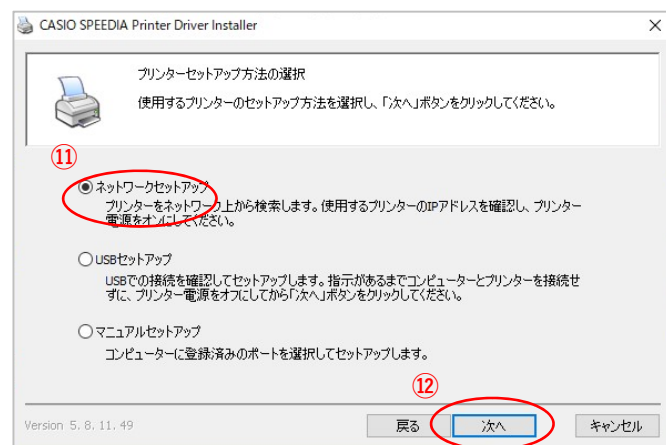 CASIO SPEEDIA Printer Driver Installer
プリンターセットアップ方法の選択
使用するプリンターのセットアップ方法を選択し、「次へ」ボタンをクリックしてください。
⑪
ネットワークセットアップ
プリンターをネットワーク上から検索します。使用するプリンターのIPアドレスを確認し、プリンター
電源をオンにしてください。
USBセットアップ
USBでの接続を確認してセットアップします。指示があるまでコンピューターとプリンターを接続せ
ずに、プリンター電源をオフにしてから「次へ」ボタンをクリックしてください。
マニュアルセットアップ
コンピューターに登録済みのポートを選択してセットアップします。
⑫
Version 5. 8. 11. 49
戻る 次へ キャンセル